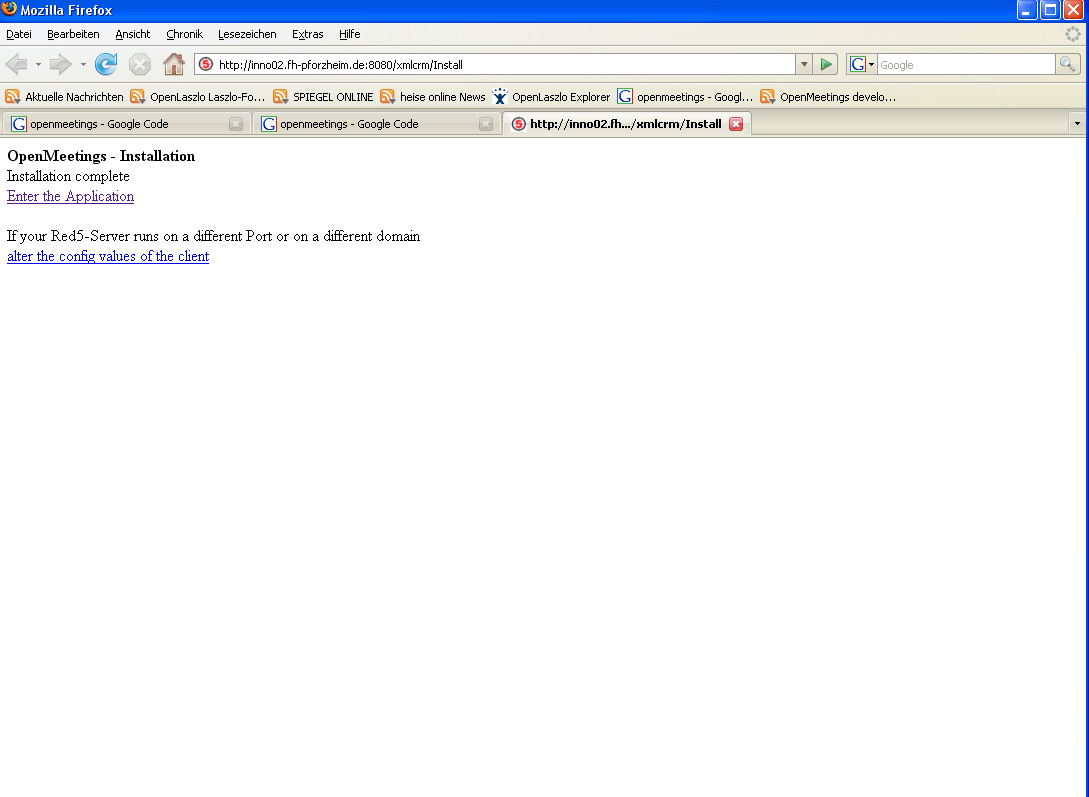 Mozilla Firefox
Datei Bearbeiten Ansicht Chronik Lesezeichen Extras Hilfe
http://inno02.fh-pforzheim.de:8080/xmlcrm/Install Google
Aktuelle Nachrichten OpenLaszlo Laszlo-Fo... SPIEGEL ONLINE heise online News OpenLaszlo Explorer openmeetings - Googl... OpenMeetings develo...
openmeetings - Google Code openmeetings - Google Code http://inno02.fh.../xmlcrm/Install
OpenMeetings - Installation
Installation complete
Enter the Application
If your Red5-Server runs on a different Port or on a different domain
alter the config values of the client